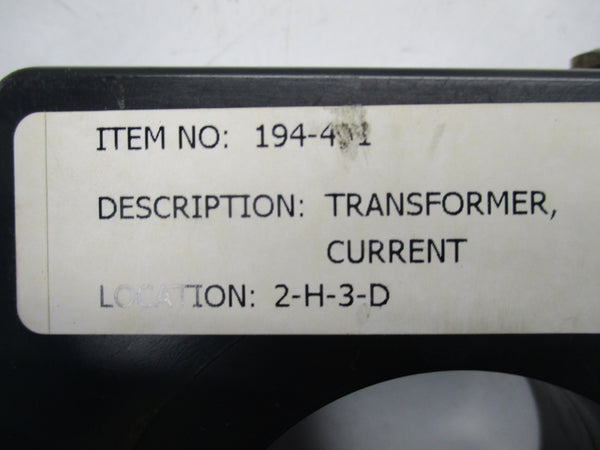 ITEM NO:
DESCRIPTION: TRANSFORMER,
CURRENT
LOCATION: 2-H-3-D